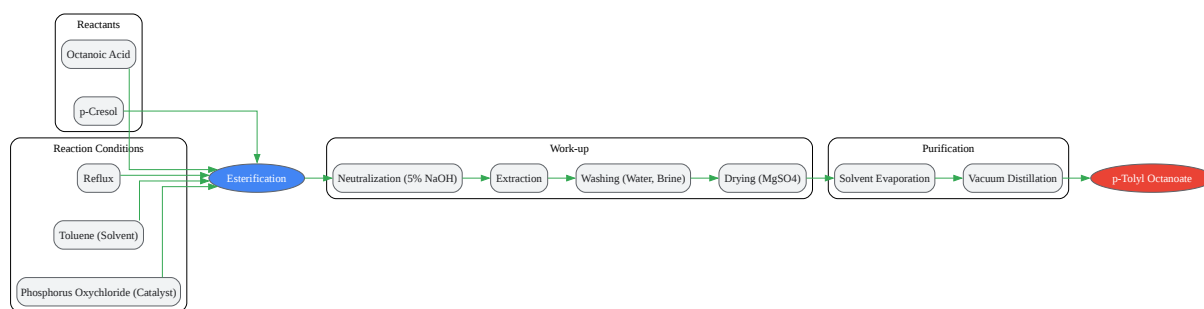 Reactants
Octanoic Acid
p-Cresol
Reaction Conditions
Reflux
Toluene (Solvent)
Phosphorus Oxychloride (Catalyst)
Esterification
Work-up
Neutralization (5% NaOH)
Extraction
Washing (Water, Brine)
Drying (MgSO4)
Purification
Solvent Evaporation
Vacuum Distillation
p-Tolyl Octanoate